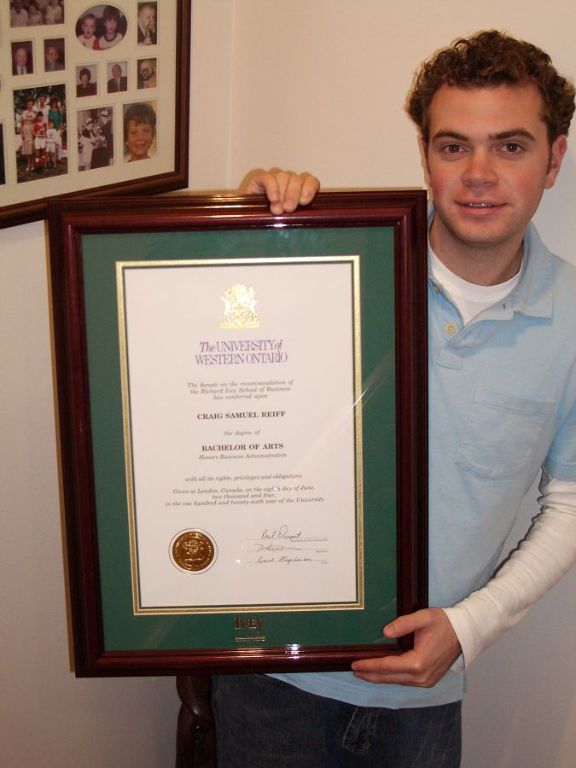 The UNIVERSITY of
WESTERN ONTARIO
The Senate on the recommendation of
the Richard Ivey School of Business
has conferred upon
CRAIG SAMUEL REIFF
the degree of
BACHELOR OF ARTS
Honors Business Administration
with all its rights, privileges and obligations
Given at London, Canada, on the eighth day of June,
two thousand and four,
in the one hundred and twenty-sixth year of the University
IVEY